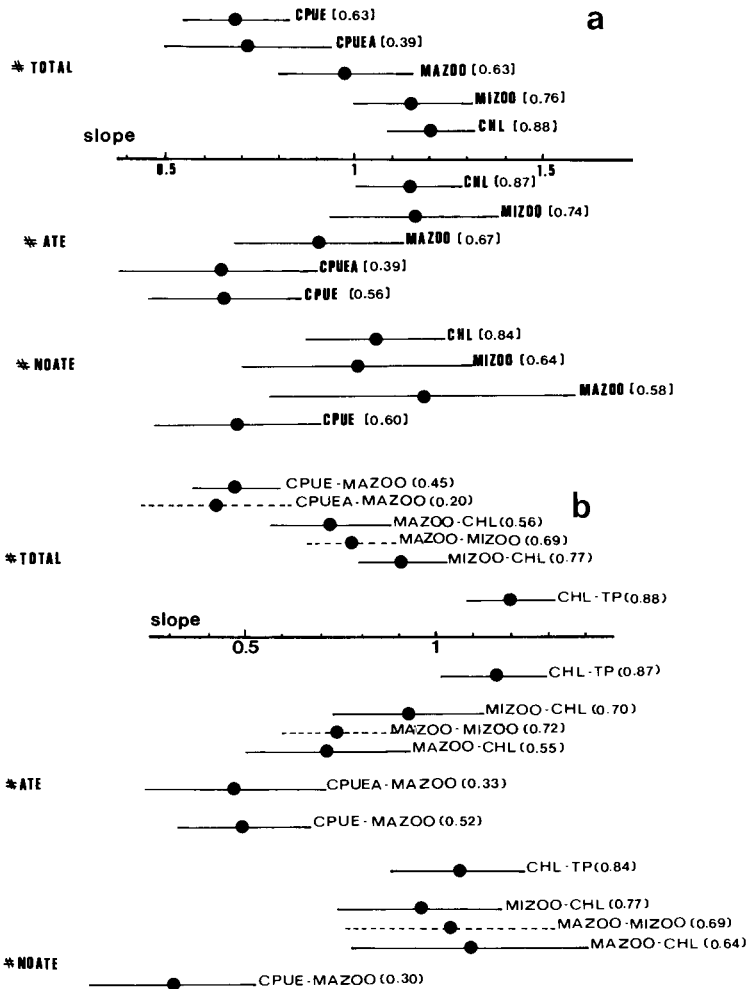 CPUE (0.63)
a
CPUEA (0.39)
# TOTAL
MAZOO (0.63)
MIZOO (0.76)
CHL (0.88)
slope
0.5 1 1.5
CHL (0.87)
MIZOO (0.74)
# ATE
MAZOO (0.67)
CPUEA (0.39)
CPUE (0.56)
CHL (0.84)
# NOATE
MIZOO (0.64)
MAZOO (0.58)
CPUE (0.60)
CPUE-MAZOO (0.45)
b
CPUEA-MAZOO (0.20)
MAZOO-CHL (0.56)
MAZOO-MIZOO (0.69)
#TOTAL
MIZOO-CHL (0.77)
CHL-TP (0.88)
slope
0.5 1
CHL-TP (0.87)
MIZOO-CHL (0.70)
MAZOO-MIZOO (0.72)
MAZOO-CHL (0.55)
#ATE
CPUEA-MAZOO (0.33)
CPUE-MAZOO (0.52)
CHL-TP (0.84)
MIZOO-CHL (0.77)
MAZOO-MIZOO (0.69)
MAZOO-CHL (0.64)
#NOATE
CPUE-MAZOO (0.30)